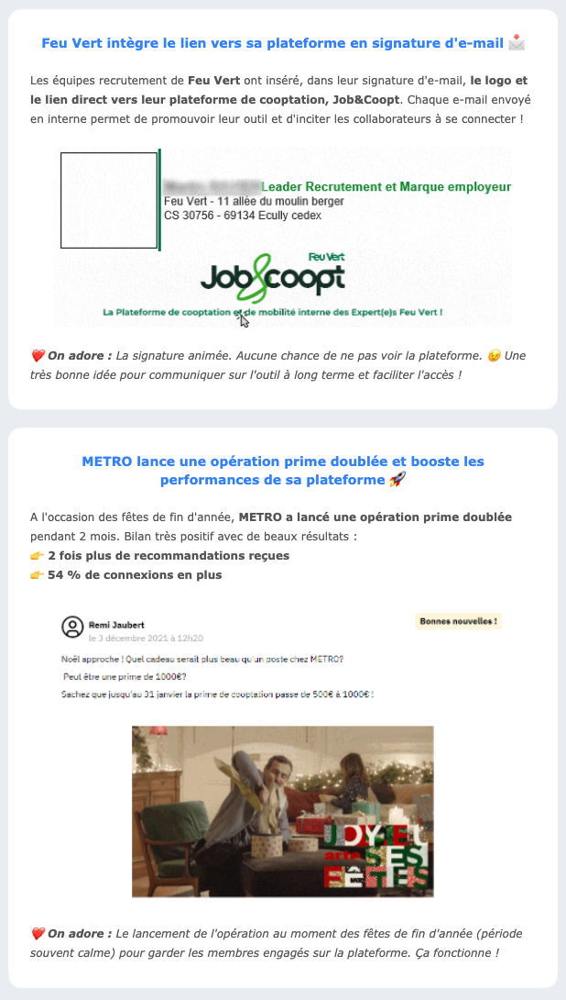 Feu Vert intègre le lien vers sa plateforme en signature d'e-mail 📩
Les équipes recrutement de Feu Vert ont inséré, dans leur signature d'e-mail, le logo et
le lien direct vers leur plateforme de cooptation, Job&Coopt. Chaque e-mail envoyé
en interne permet de promouvoir leur outil et d'inciter les collaborateurs à se connecter !
Leader Recrutement et Marque employeur
Feu Vert - 11 allée du moulin berger
CS 30756 - 69134 Ecully cedex
Feu Vert
Job&coopt
La Plateforme de cooptation et de mobilité interne des Expert(e)s Feu Vert !
❤️ On adore : La signature animée. Aucune chance de ne pas voir la plateforme. 😉 Une
très bonne idée pour communiquer sur l'outil à long terme et faciliter l'accès !
METRO lance une opération prime doublée et booste les
performances de sa plateforme 🚀
A l'occasion des fêtes de fin d'année, METRO a lancé une opération prime doublée
pendant 2 mois. Bilan très positif avec de beaux résultats :
👉 2 fois plus de recommandations reçues
👉 54 % de connexions en plus
Remi Jaubert
le 3 décembre 2021 à 12h20
Bonnes nouvelles !
Noël approche ! Quel cadeau serait plus beau qu'un poste chez METRO?
Peut être une prime de 1000€?
Sachez que jusqu'au 31 janvier la prime de cooptation passe de 500€ à 1000€ !
JOYEU
arte SES
FÊTES
❤️ On adore : Le lancement de l'opération au moment des fêtes de fin d'année (période
souvent calme) pour garder les membres engagés sur la plateforme. Ça fonctionne !